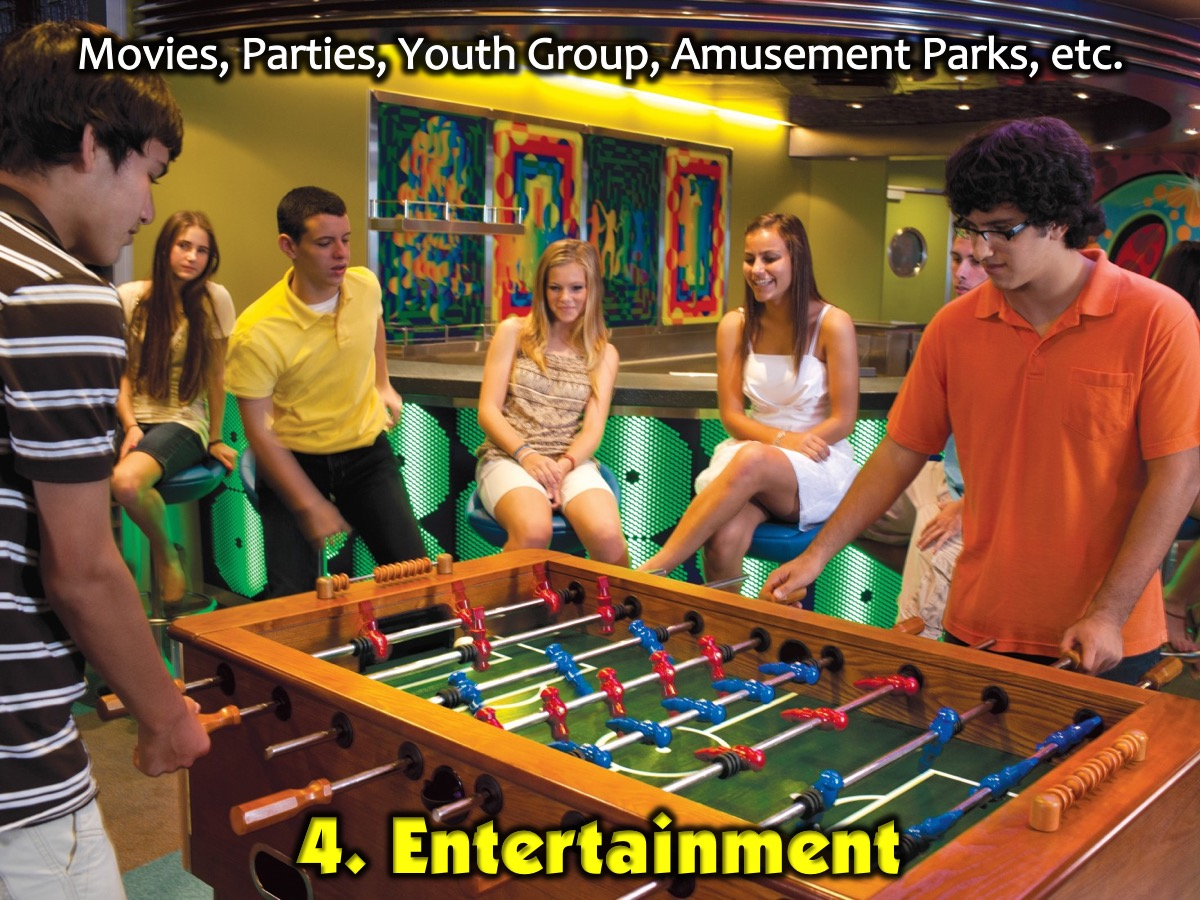 Movies, Parties, Youth Group, Amusement Parks, etc.
4. Entertainment